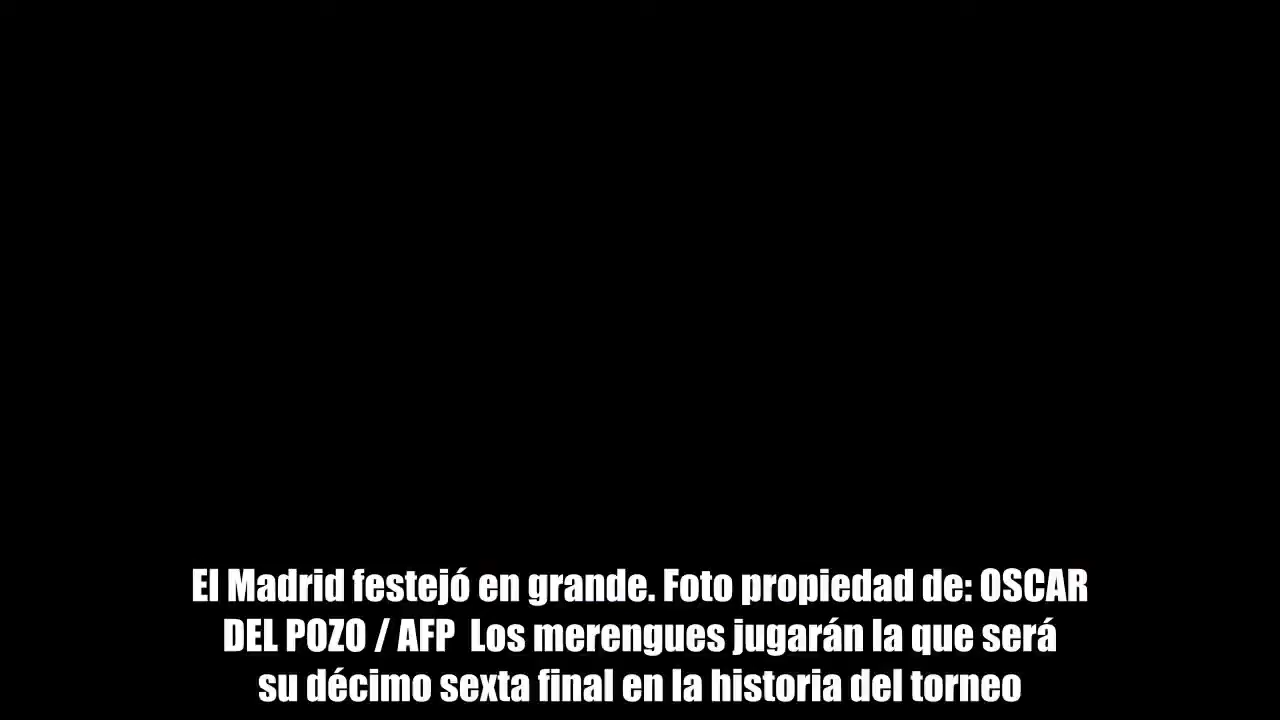 El Madrid festejó en grande. Foto propiedad de: OSCAR
DEL POZO / AFP  Los merengues jugarán la que será
su décimo sexta final en la historia del torneo